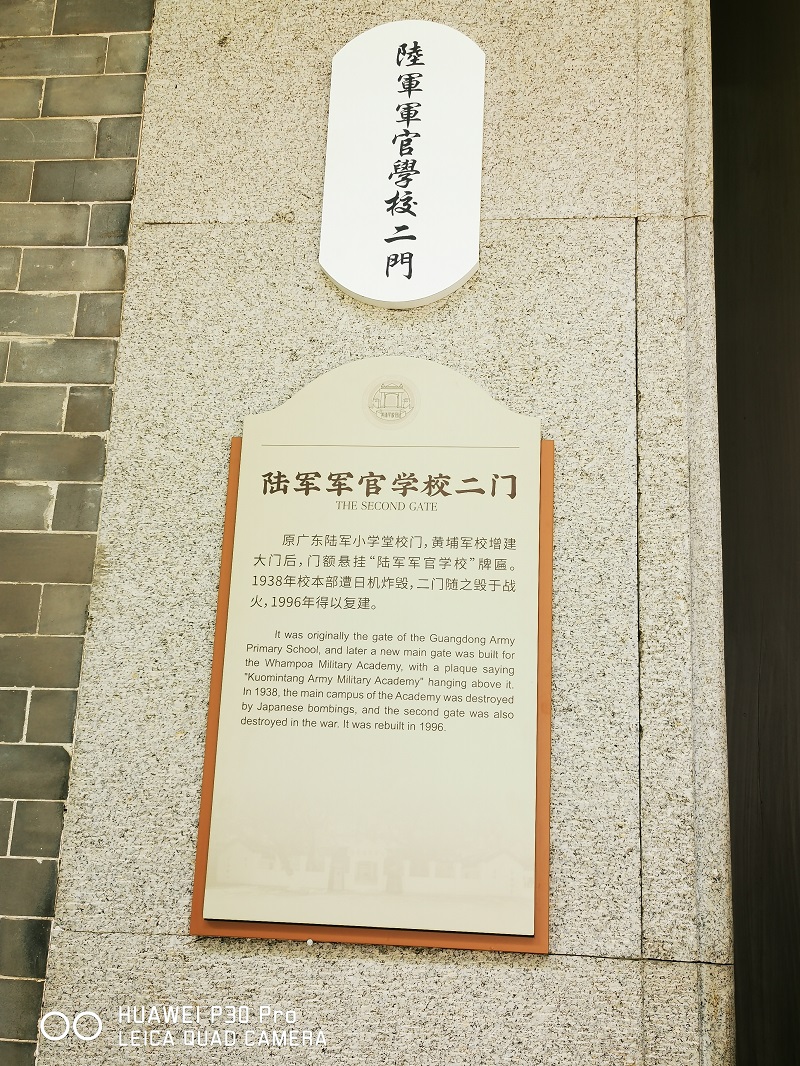 陸軍軍官學校二門
陆军军官学校二门
THE SECOND GATE
原广东陆军小学堂校门，黄埔军校增建
大门后，门额悬挂“陆军军官学校”牌匾。
1938年校本部遭日机炸毁，二门随之毁于战
火，1996年得以复建。
It was originally the gate of the Guangdong Army
Primary School, and later a new main gate was built for
the Whampoa Military Academy, with a plaque saying
"Kuomintang Army Military Academy" hanging above it.
In 1938, the main campus of the Academy was destroyed
by Japanese bombings, and the second gate was also
destroyed in the war. It was rebuilt in 1996.
HUAWEI P30 Pro
LEICA QUAD CAMERA